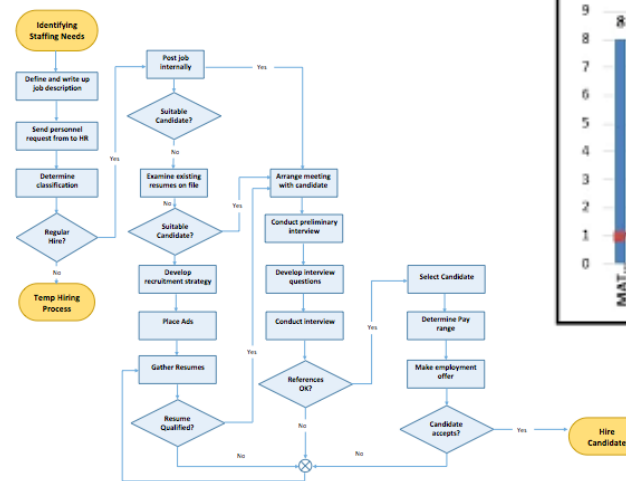 Identifying
Staffing Needs
Define and write up
job description
Send personnel
request from to HR
Determine
classification
Regular
Hire?
No
Temp Hiring
Process
Yes
Post job
internally
Yes
Suitable
Candidate?
No
Examine existing
resumes on file
No
Suitable
Candidate?
Yes
Develop
recruitment strategy
Place Ads
Gather Resumes
Resume
Qualified?
Yes
No
Arrange meeting
with candidate
Conduct preliminary
interview
Develop interview
questions
Conduct interview
References
OK?
Yes
No
Select Candidate
Determine Pay
range
Make employment
offer
Candidate
accepts?
No
Yes
Hire
Candidate
9
8
8
7
6
5
4
3
2
1
0